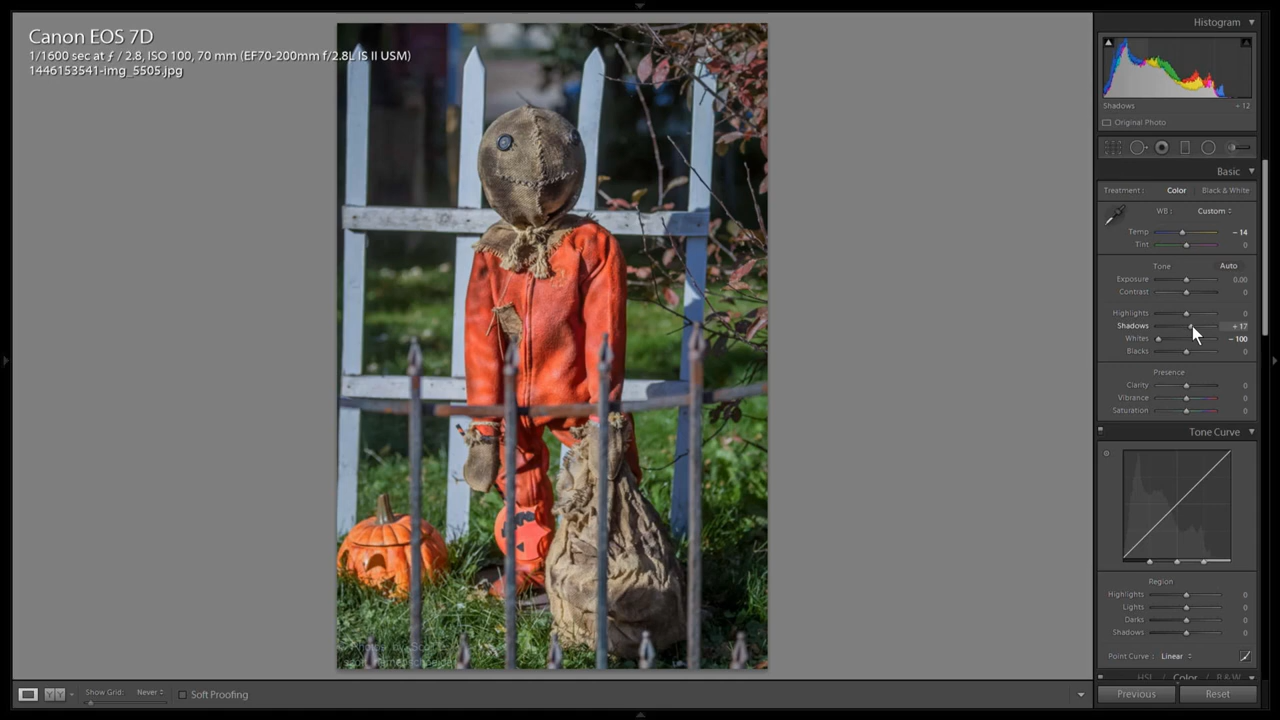 Canon EOS 7D
1/1600 sec at ƒ / 2.8, ISO 100, 70 mm (EF70-200mm f/2.8L IS II USM)
1446153541-img_5505.jpg
Histogram
Shadows + 12
Original Photo
Basic
Treatment : Color Black & White
WB : Custom
Temp – 14
Tint 0
Tone Auto
Exposure 0.00
Contrast 0
Highlights 0
Shadows + 17
Whites – 100
Blacks 0
Presence
Clarity 0
Vibrance 0
Saturation 0
Tone Curve
Region
Highlights 0
Lights 0
Darks 0
Shadows 0
Point Curve : Linear
HSL / Color / B & W
Previous Reset
Show Grid: Never Soft Proofing
Photos by